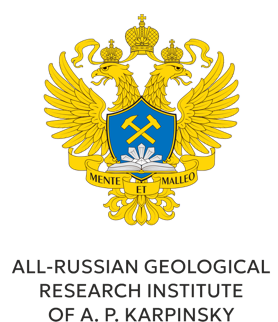 MENTE ET MALLEO
ALL-RUSSIAN GEOLOGICAL
RESEARCH INSTITUTE
OF A. P. KARPINSKY